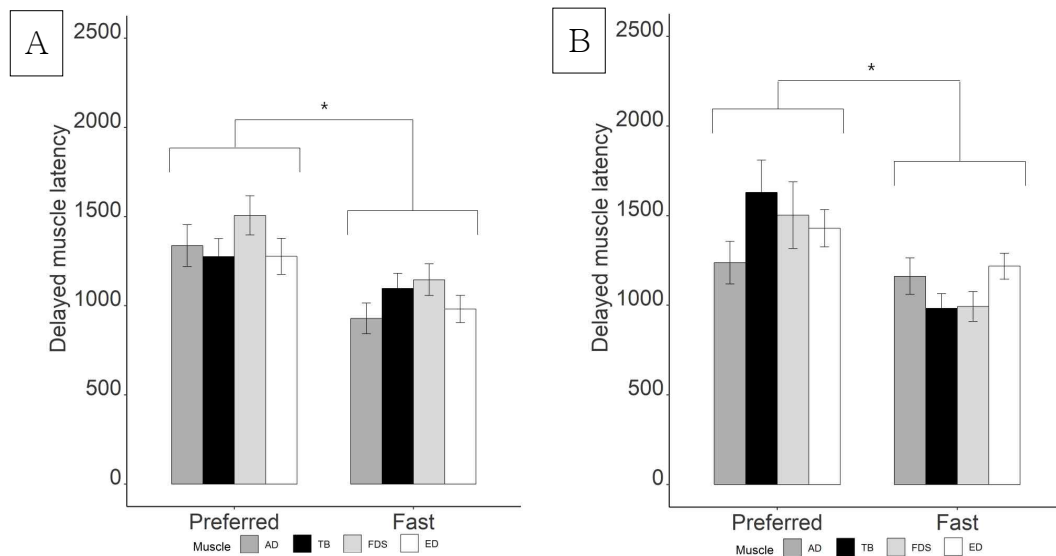 A
Delayed muscle latency
2500
2000
1500
1000
500
0
*
Preferred
Fast
Muscle AD TB FDS ED
B
Delayed muscle latency
2500
2000
1500
1000
500
0
*
Preferred
Fast
Muscle AD TB FDS ED